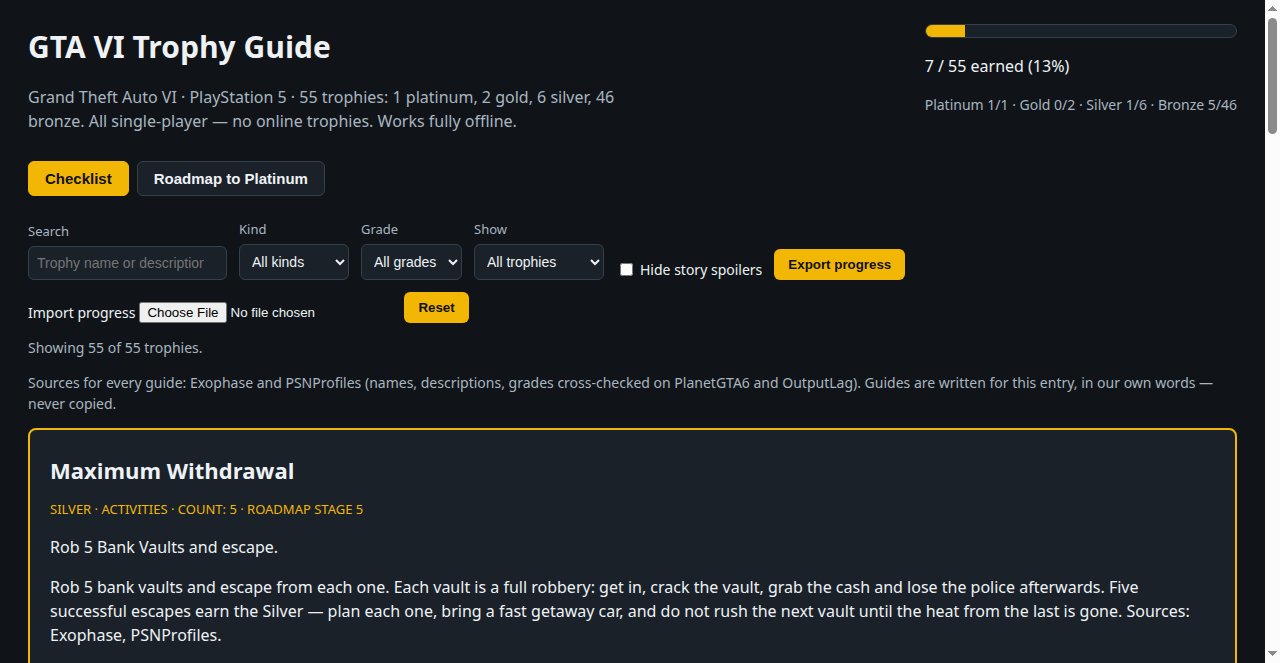 GTA VI Trophy Guide
Grand Theft Auto VI · PlayStation 5 · 55 trophies: 1 platinum, 2 gold, 6 silver, 46
bronze. All single-player — no online trophies. Works fully offline.
7 / 55 earned (13%)
Platinum 1/1 · Gold 0/2 · Silver 1/6 · Bronze 5/46
Checklist
Roadmap to Platinum
Search
Kind
Grade
Show
Trophy name or description
All kinds
All grades
All trophies
Hide story spoilers
Export progress
Import progress
Choose File
No file chosen
Reset
Showing 55 of 55 trophies.
Sources for every guide: Exophase and PSNProfiles (names, descriptions, grades cross-checked on PlanetGTA6 and OutputLag). Guides are written for this entry, in our own words —
never copied.
Maximum Withdrawal
SILVER · ACTIVITIES · COUNT: 5 · ROADMAP STAGE 5
Rob 5 Bank Vaults and escape.
Rob 5 bank vaults and escape from each one. Each vault is a full robbery: get in, crack the vault, grab the cash and lose the police afterwards. Five
successful escapes earn the Silver — plan each one, bring a fast getaway car, and do not rush the next vault until the heat from the last is gone. Sources:
Exophase, PSNProfiles.